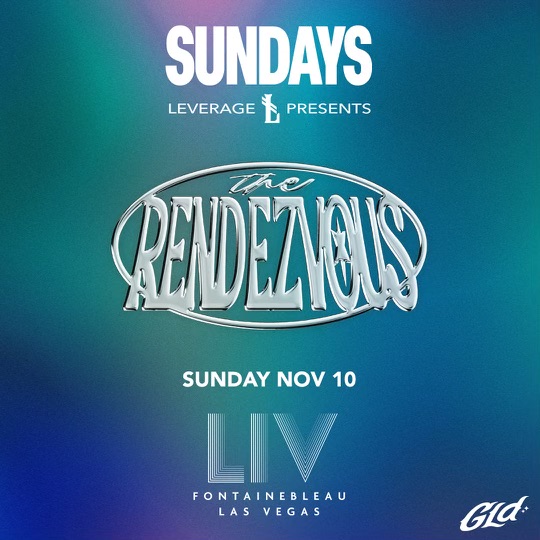 SUNDAYS
LEVERAGE L PRESENTS
the
RENDEZVOUS
SUNDAY NOV 10
LIV
FONTAINEBLEAU
LAS VEGAS
GLD